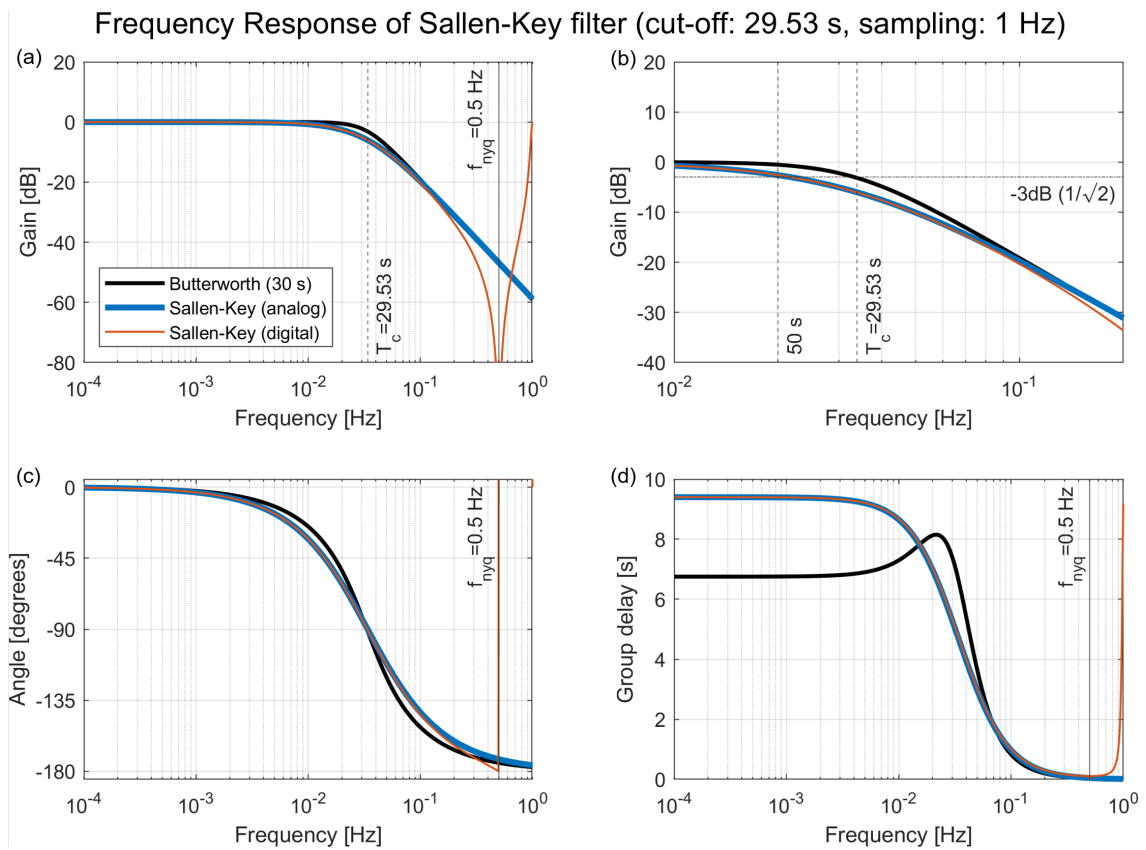 Frequency Response of Sallen-Key filter (cut-off: 29.53 s, sampling: 1 Hz)
(a)
20
0
-20
-40
-60
-80
Gain [dB]
f_nyq=0.5 Hz
T_c=29.53 s
Butterworth (30 s)
Sallen-Key (analog)
Sallen-Key (digital)
10^-4
10^-3
10^-2
10^-1
10^0
Frequency [Hz]
(b)
20
10
0
-10
-20
-30
-40
Gain [dB]
-3dB (1/√2)
50 s
T_c=29.53 s
10^-2
10^-1
Frequency [Hz]
(c)
0
-45
-90
-135
-180
Angle [degrees]
f_nyq=0.5 Hz
10^-4
10^-3
10^-2
10^-1
10^0
Frequency [Hz]
(d)
10
8
6
4
2
0
Group delay [s]
f_nyq=0.5 Hz
10^-4
10^-3
10^-2
10^-1
10^0
Frequency [Hz]